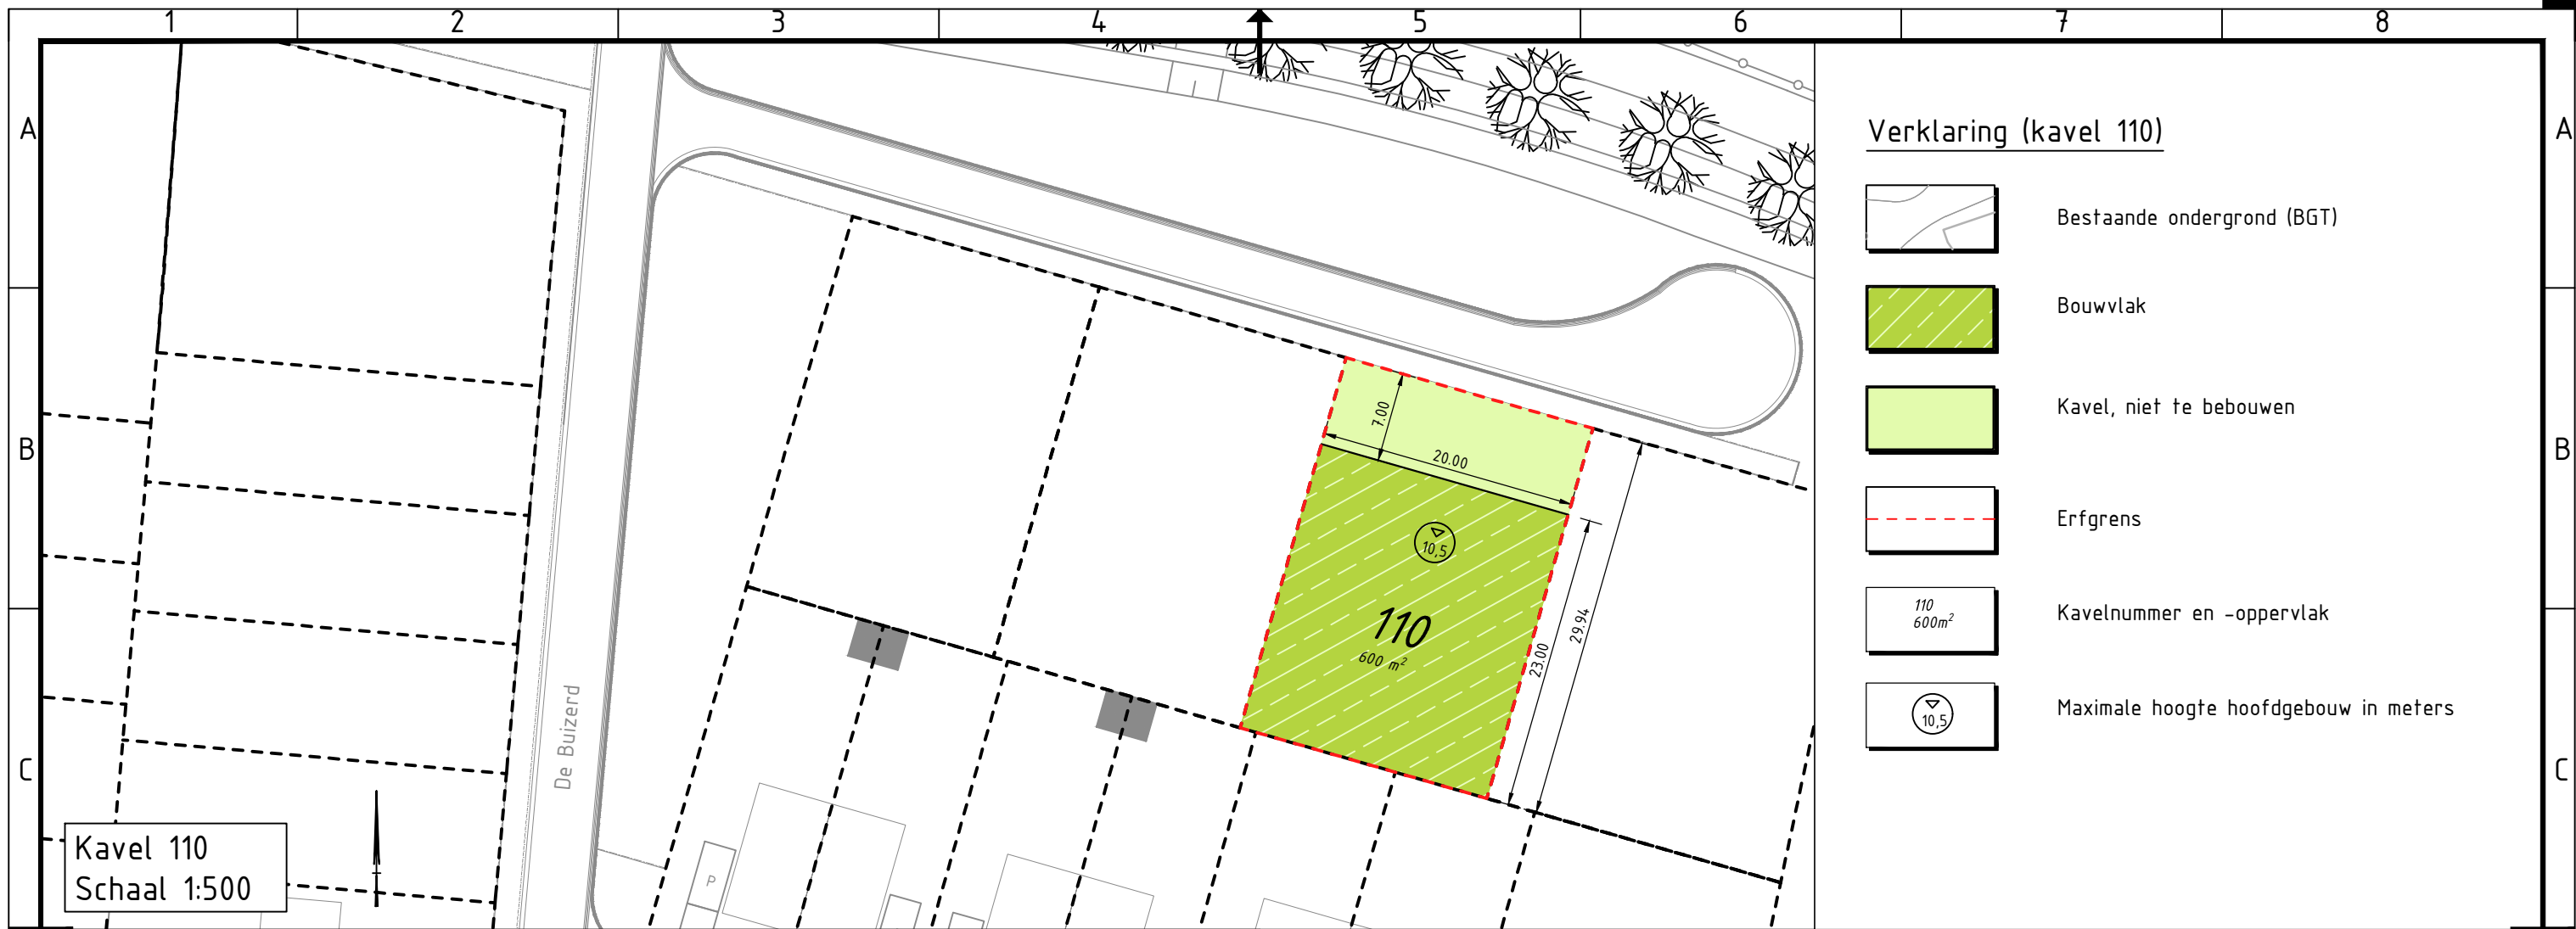 1 2 3 4 5 6 7 8
A A
B B
C C
De Buizerd
7.00
20.00
10,5
110
600 m²
23.00
29.94
P
Kavel 110
Schaal 1:500
Verklaring (kavel 110)
Bestaande ondergrond (BGT)
Bouwvlak
Kavel, niet te bebouwen
Erfgrens
110
600m²
Kavelnummer en -oppervlak
10,5
Maximale hoogte hoofdgebouw in meters